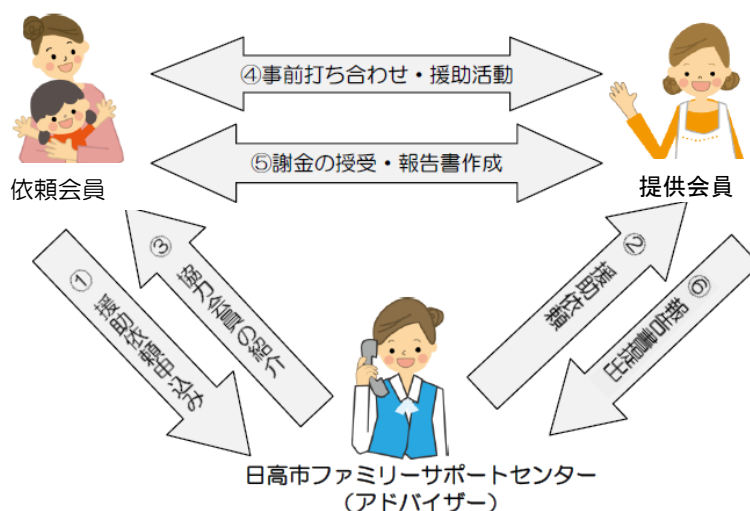 ④事前打ち合わせ・援助活動
⑤謝金の授受・報告書作成
依頼会員
提供会員
①援助依頼申込み
③協力会員の紹介
②援助依頼
⑥報告書提出
日高市ファミリーサポートセンター
（アドバイザー）